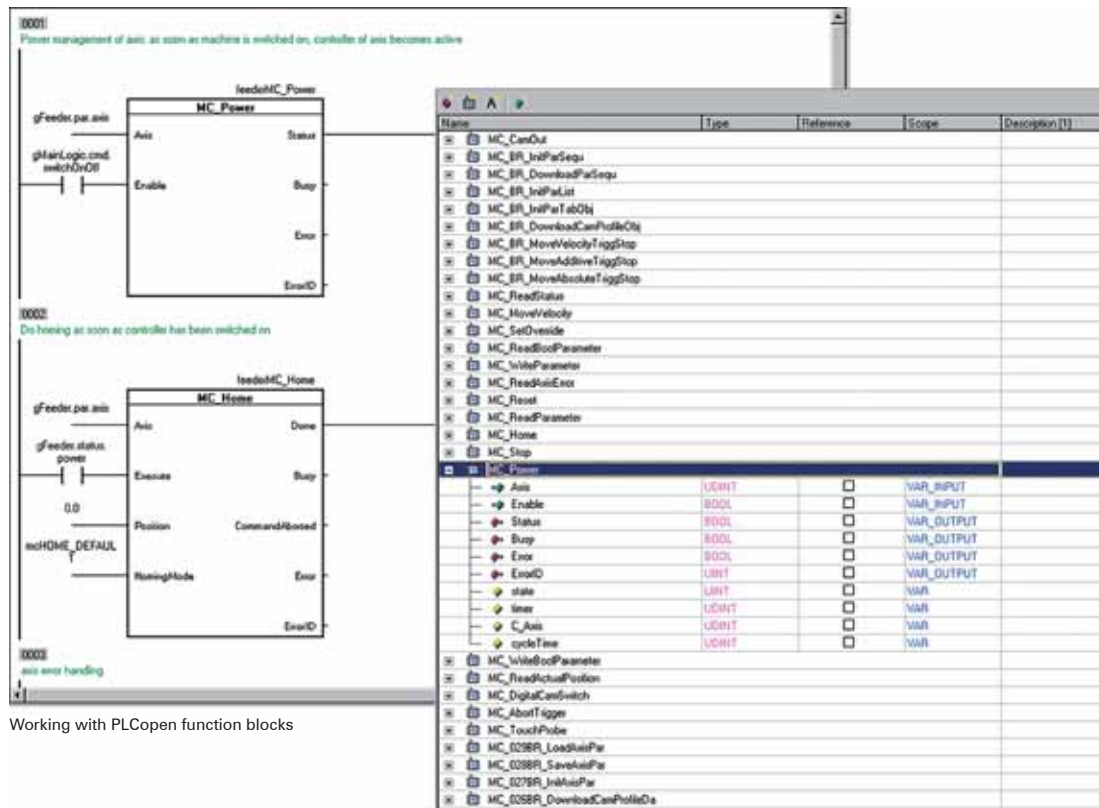 0001
Power management of axis: as soon as machine is switched on, controller of axis becomes active
feederMC_Power
MC_Power
gFeeder.par.axis
Axis
Status
gMainLogic.cmd.
switchOnOff
Enable
Busy
Error
ErrorID
0002
Do homing as soon as controller has been switched on
feederMC_Home
MC_Home
gFeeder.par.axis
Axis
Done
gFeeder.status.
power
Execute
Busy
0.0
Position
CommandAborted
mcHOME_DEFAUL
T
HomingMode
Error
ErrorID
0003
axis error handling
Working with PLCopen function blocks
Name Type Reference Scope Description [1]
MC_CamOut
MC_BR_InitParSequ
MC_BR_DownloadParSequ
MC_BR_InitParList
MC_BR_InitParTabObj
MC_BR_DownloadCamProfileObj
MC_BR_MoveVelocityTriggStop
MC_BR_MoveAdditiveTriggStop
MC_BR_MoveAbsoluteTriggStop
MC_ReadStatus
MC_MoveVelocity
MC_SetOverride
MC_ReadBoolParameter
MC_WriteParameter
MC_ReadAxisError
MC_Reset
MC_ReadParameter
MC_Home
MC_Stop
MC_Power
Axis UDINT VAR_INPUT
Enable BOOL VAR_INPUT
Status BOOL VAR_OUTPUT
Busy BOOL VAR_OUTPUT
Error BOOL VAR_OUTPUT
ErrorID UINT VAR_OUTPUT
state UINT VAR
timer UDINT VAR
C_Axis UDINT VAR
cycleTime UDINT VAR
MC_WriteBoolParameter
MC_ReadActualPosition
MC_DigitalCamSwitch
MC_AbortTrigger
MC_TouchProbe
MC_029BR_LoadAxisPar
MC_028BR_SaveAxisPar
MC_027BR_InitAxisPar
MC_026BR_DownloadCamProfileDa